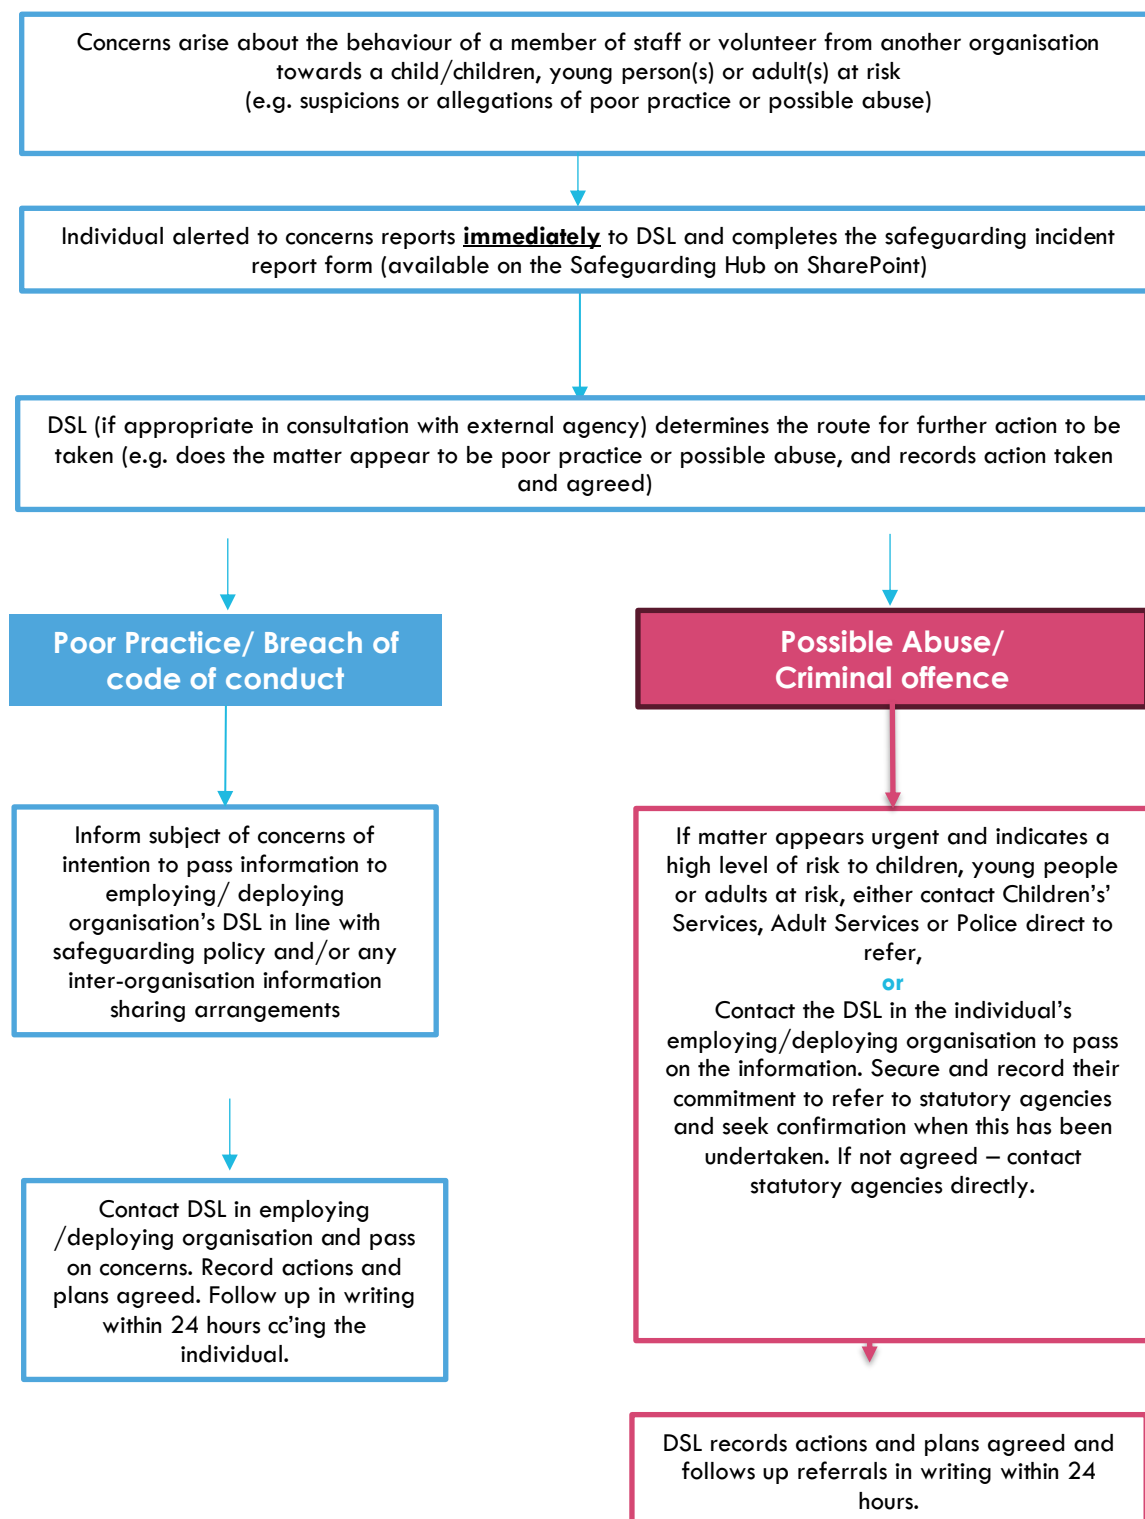 Concerns arise about the behaviour of a member of staff or volunteer from another organisation
towards a child/children, young person(s) or adult(s) at risk
(e.g. suspicions or allegations of poor practice or possible abuse)
Individual alerted to concerns reports immediately to DSL and completes the safeguarding incident
report form (available on the Safeguarding Hub on SharePoint)
DSL (if appropriate in consultation with external agency) determines the route for further action to be
taken (e.g. does the matter appear to be poor practice or possible abuse, and records action taken
and agreed)
Poor Practice/ Breach of
code of conduct
Inform subject of concerns of
intention to pass information to
employing/ deploying
organisation’s DSL in line with
safeguarding policy and/or any
inter-organisation information
sharing arrangements
Contact DSL in employing
/deploying organisation and pass
on concerns. Record actions and
plans agreed. Follow up in writing
within 24 hours cc’ing the
individual.
Possible Abuse/
Criminal offence
If matter appears urgent and indicates a
high level of risk to children, young people
or adults at risk, either contact Children’s’
Services, Adult Services or Police direct to
refer,
or
Contact the DSL in the individual’s
employing/deploying organisation to pass
on the information. Secure and record their
commitment to refer to statutory agencies
and seek confirmation when this has been
undertaken. If not agreed – contact
statutory agencies directly.
DSL records actions and plans agreed and
follows up referrals in writing within 24
hours.